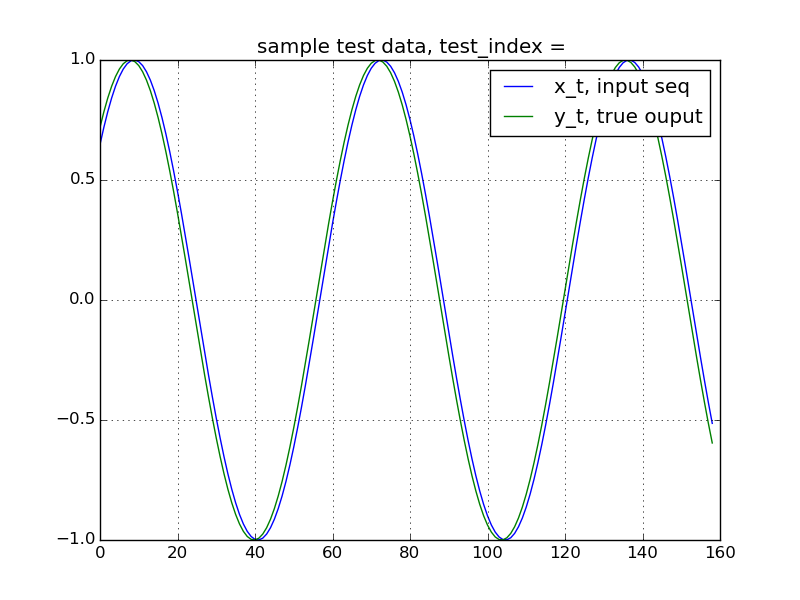 sample test data, test_index =
x_t, input seq
y_t, true ouput
1.0
0.5
0.0
−0.5
−1.0
0 20 40 60 80 100 120 140 160